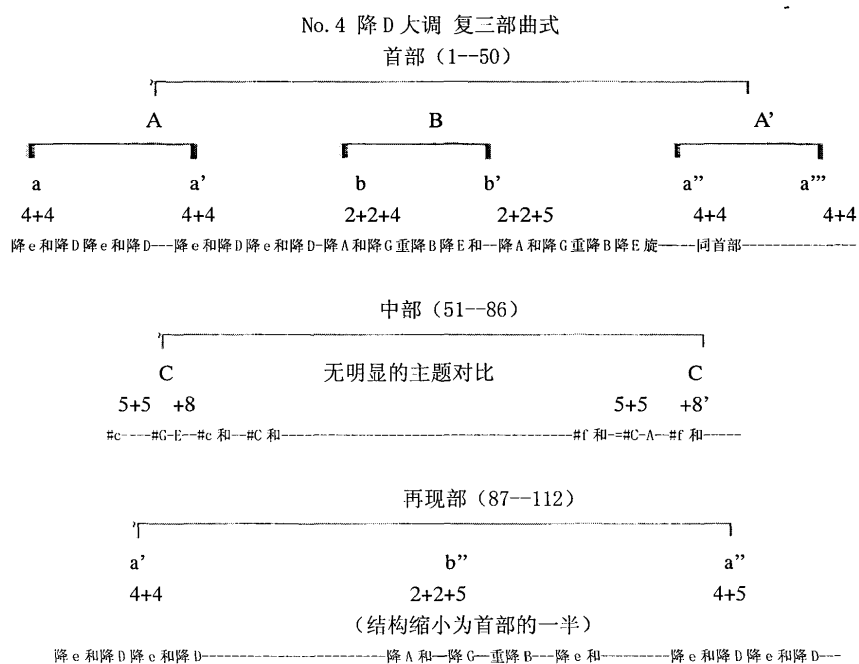 No.4 降D大调 复三部曲式
首部（1--50）
A B A’
a a’ b b’ a’’ a’’’
4+4 4+4 2+2+4 2+2+5 4+4 4+4
降e和降D降e和降D---降e和降D降e和降D-降A和降G重降B降E和--降A和降G重降B降E旋-----同首部---------------
中部（51--86）
C 无明显的主题对比 C
5+5 +8 5+5 +8’
#c----#G-E--#c和--#C和-----------------------------------#f和-=#C-A--#f和-----
再现部（87--112）
a’ b’’ a’’
4+4 2+2+5 4+5
（结构缩小为首部的一半）
降e和降D降e和降D----------------------降A和—降G—重降B---降e和---------降e和降D降e和降D---